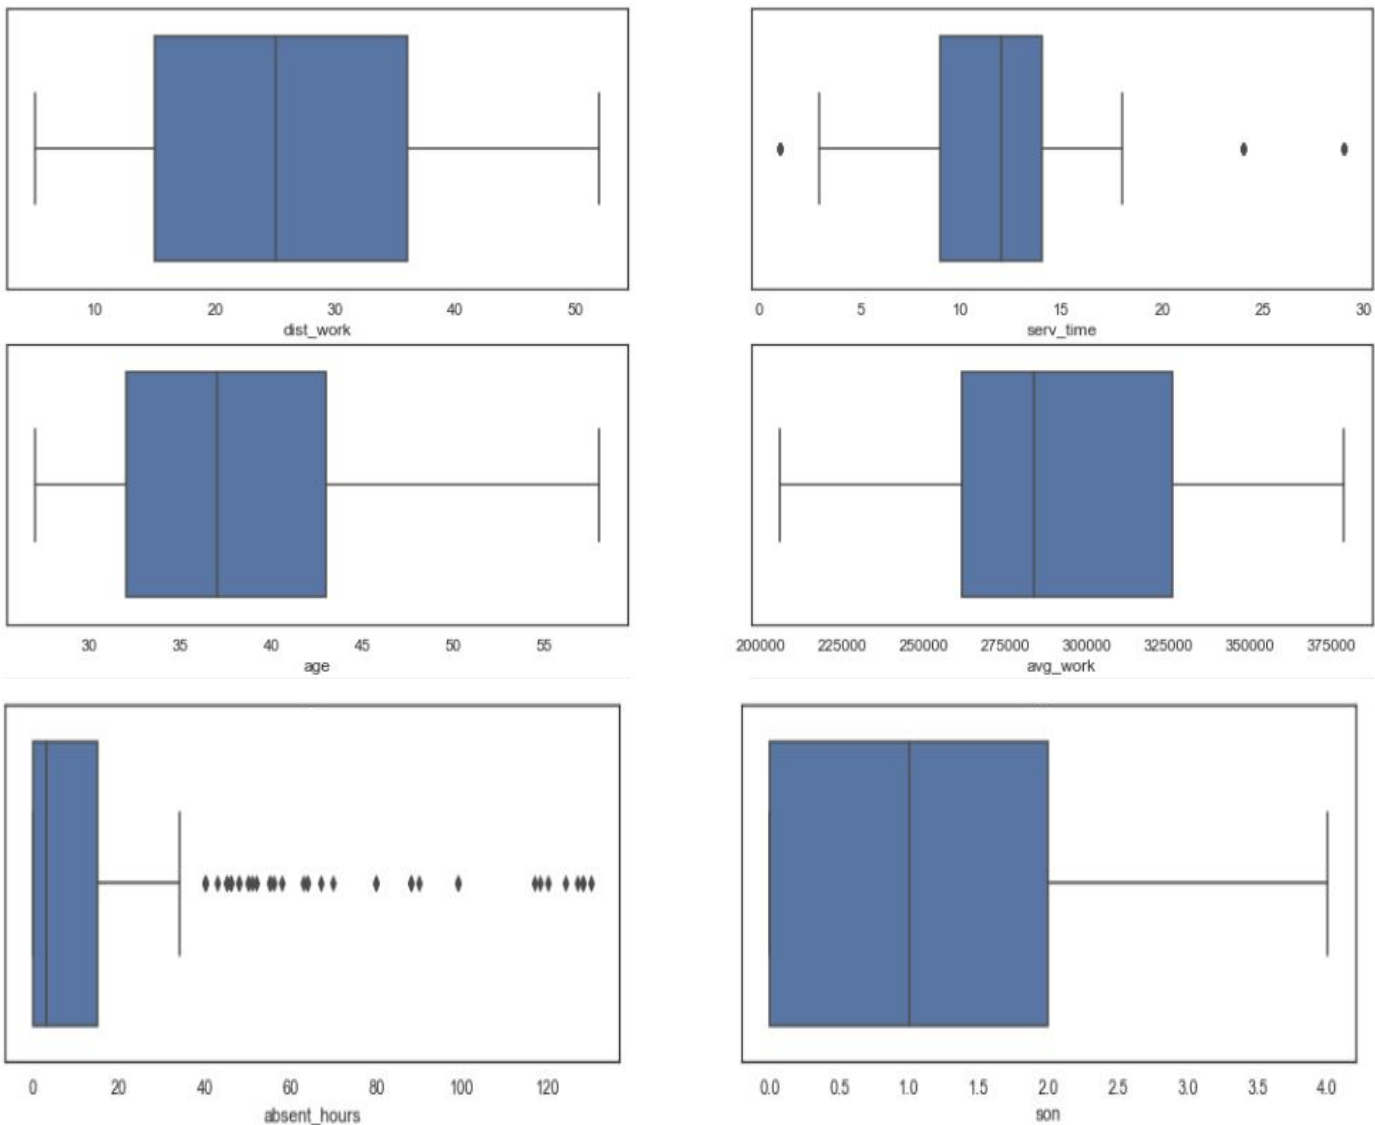 10 20 30 40 50
dist_work
0 5 10 15 20 25 30
serv_time
30 35 40 45 50 55
age
200000 225000 250000 275000 300000 325000 350000 375000
avg_work
0 20 40 60 80 100 120
absent_hours
0.0 0.5 1.0 1.5 2.0 2.5 3.0 3.5 4.0
son